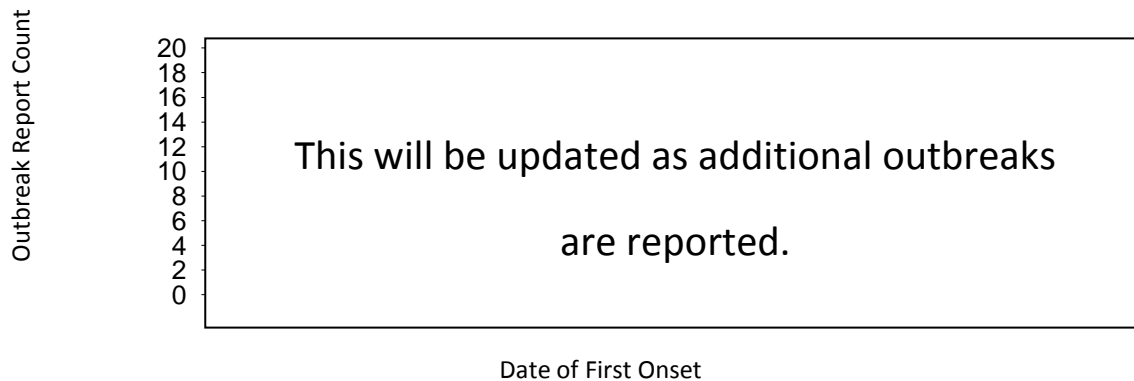 Outbreak Report Count
20
18
16
14
12
10
8
6
4
2
0
This will be updated as additional outbreaks
are reported.
Date of First Onset